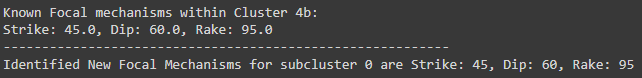 Known Focal mechanisms within Cluster 4b:
Strike: 45.0, Dip: 60.0, Rake: 95.0
---------------------------------------------------------
Identified New Focal Mechanisms for subcluster 0 are Strike: 45, Dip: 60, Rake: 95